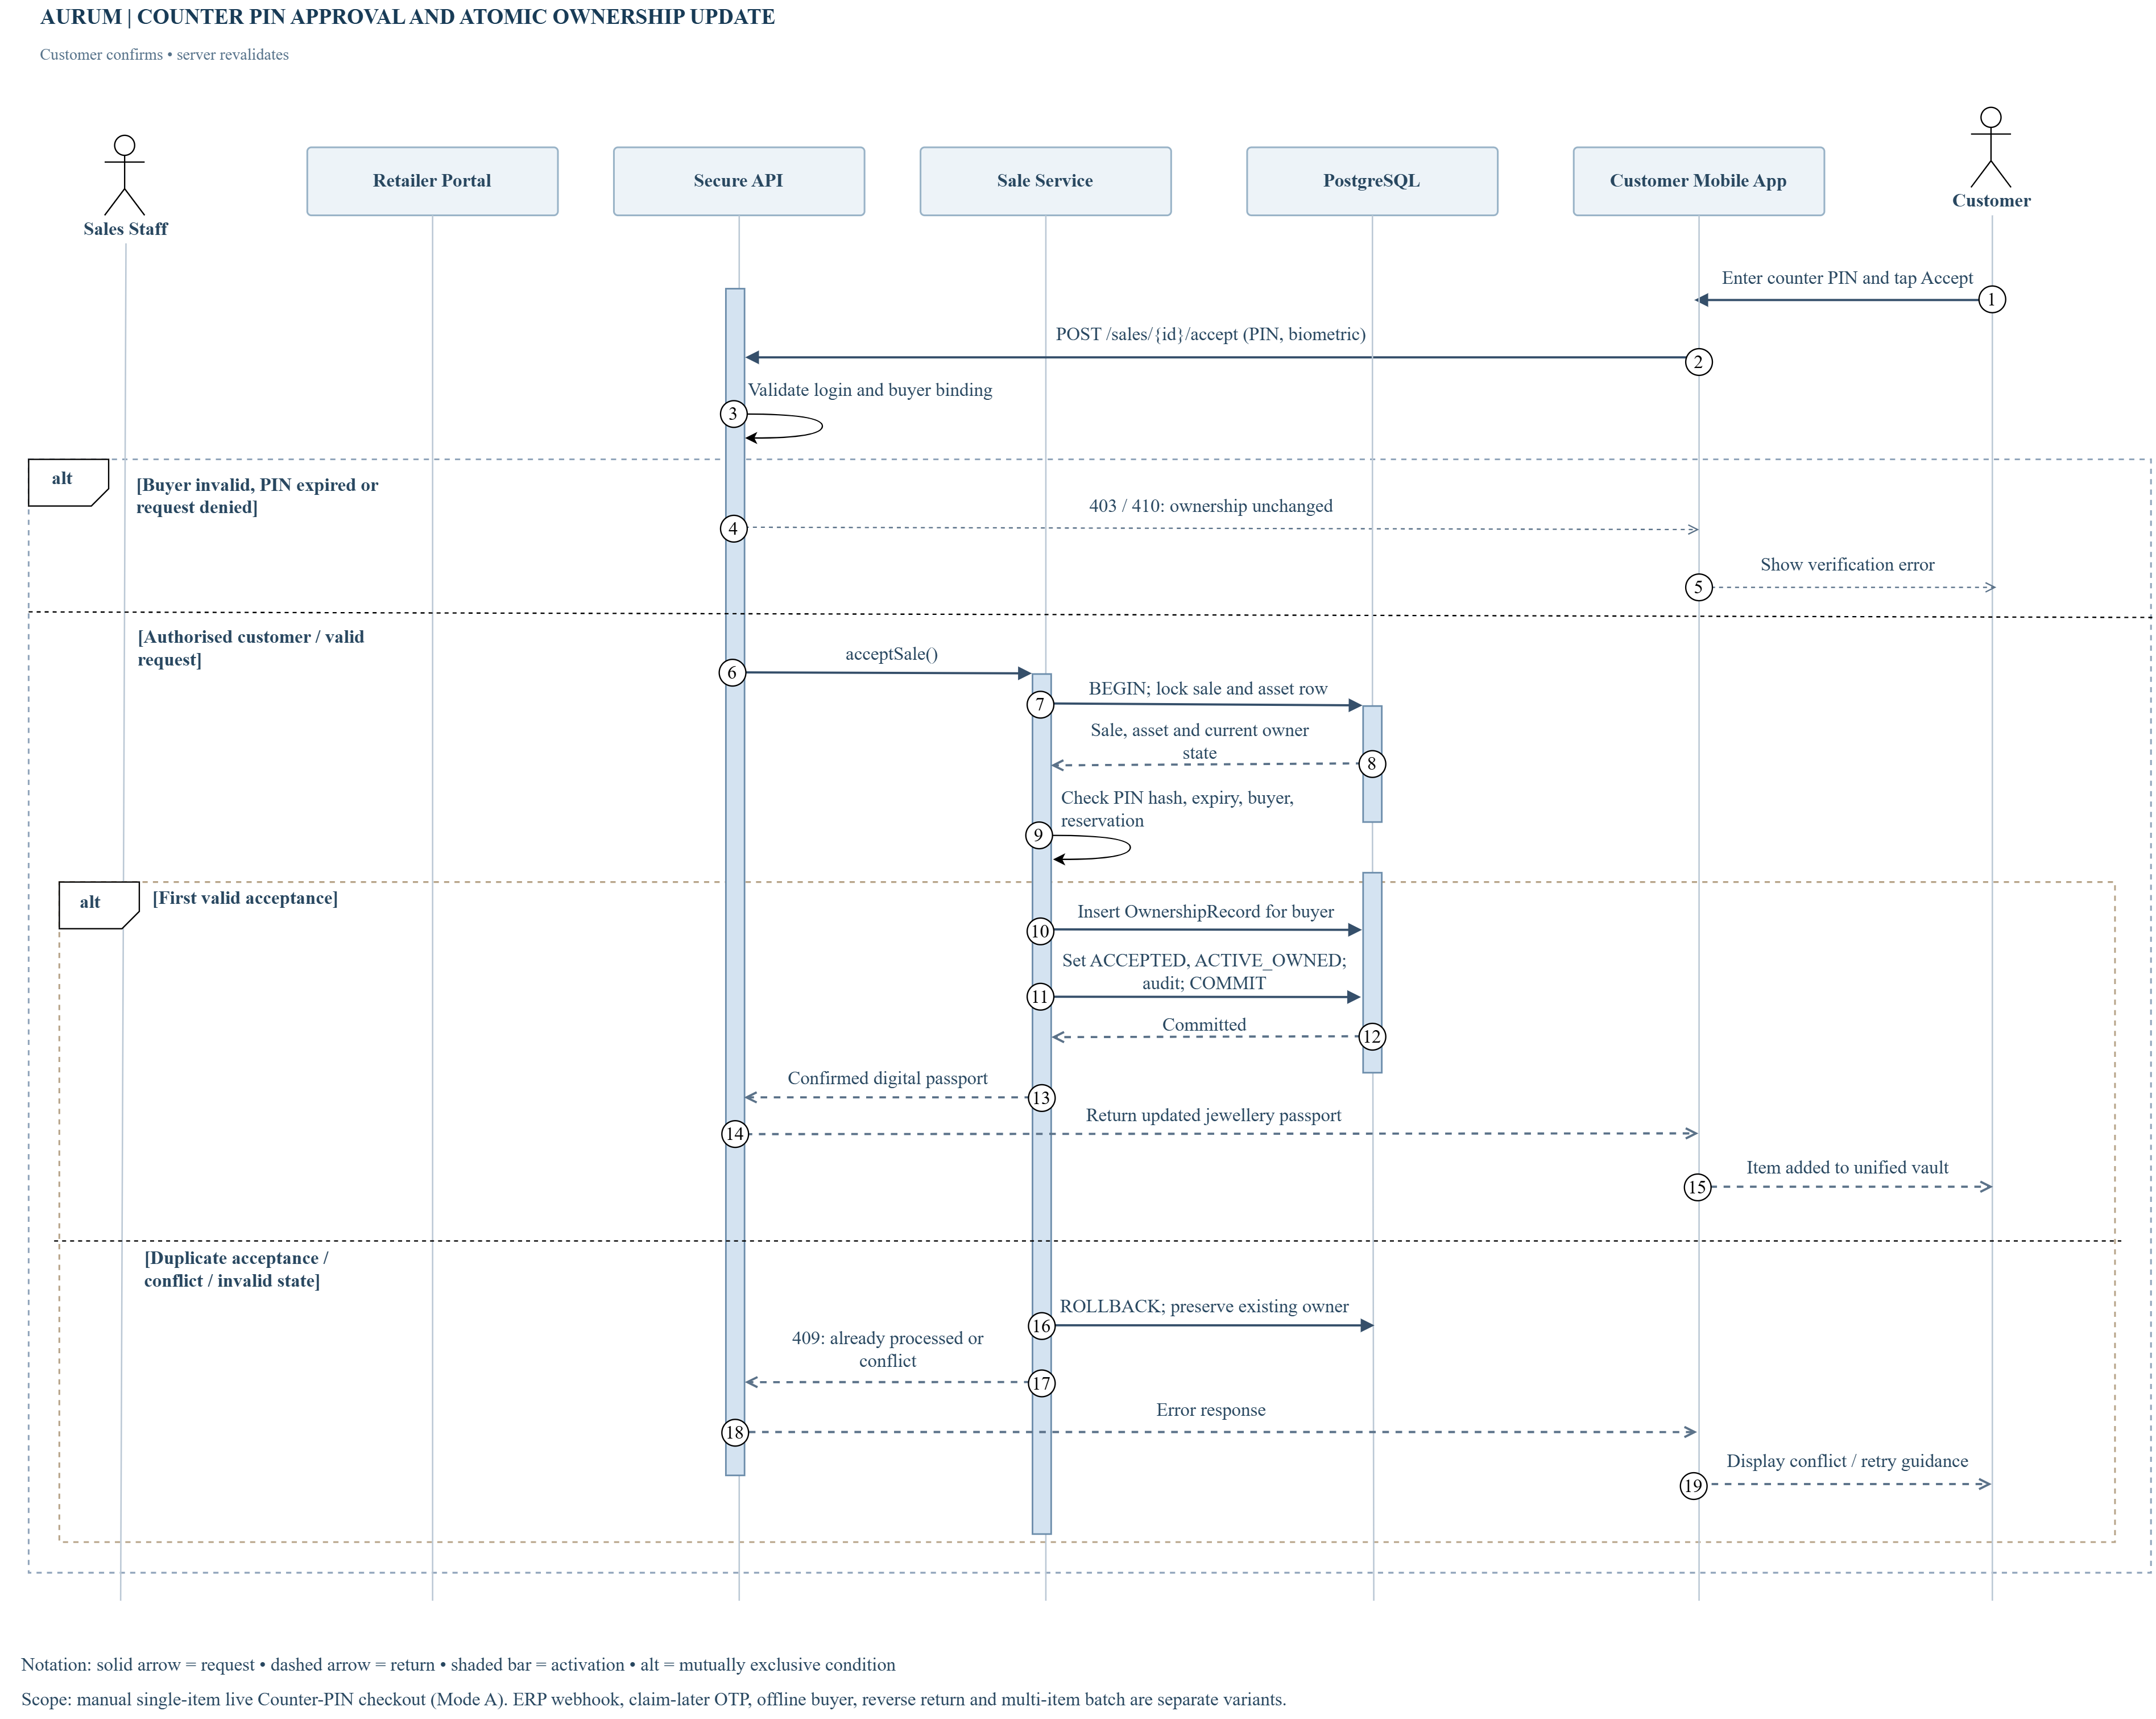 AURUM | COUNTER PIN APPROVAL AND ATOMIC OWNERSHIP UPDATE
Customer confirms • server revalidates
Sales Staff
Retailer Portal
Secure API
Sale Service
PostgreSQL
Customer Mobile App
Customer
Enter counter PIN and tap Accept
1
POST /sales/{id}/accept (PIN, biometric)
2
Validate login and buyer binding
3
alt
[Buyer invalid, PIN expired or
request denied]
403 / 410: ownership unchanged
4
Show verification error
5
[Authorised customer / valid
request]
acceptSale()
6
BEGIN; lock sale and asset row
7
Sale, asset and current owner
state
8
Check PIN hash, expiry, buyer,
reservation
9
alt
[First valid acceptance]
Insert OwnershipRecord for buyer
10
Set ACCEPTED, ACTIVE_OWNED;
audit; COMMIT
11
Committed
12
Confirmed digital passport
13
Return updated jewellery passport
14
Item added to unified vault
15
[Duplicate acceptance /
conflict / invalid state]
ROLLBACK; preserve existing owner
16
409: already processed or
conflict
17
Error response
18
Display conflict / retry guidance
19
Notation: solid arrow = request • dashed arrow = return • shaded bar = activation • alt = mutually exclusive condition
Scope: manual single-item live Counter-PIN checkout (Mode A). ERP webhook, claim-later OTP, offline buyer, reverse return and multi-item batch are separate variants.